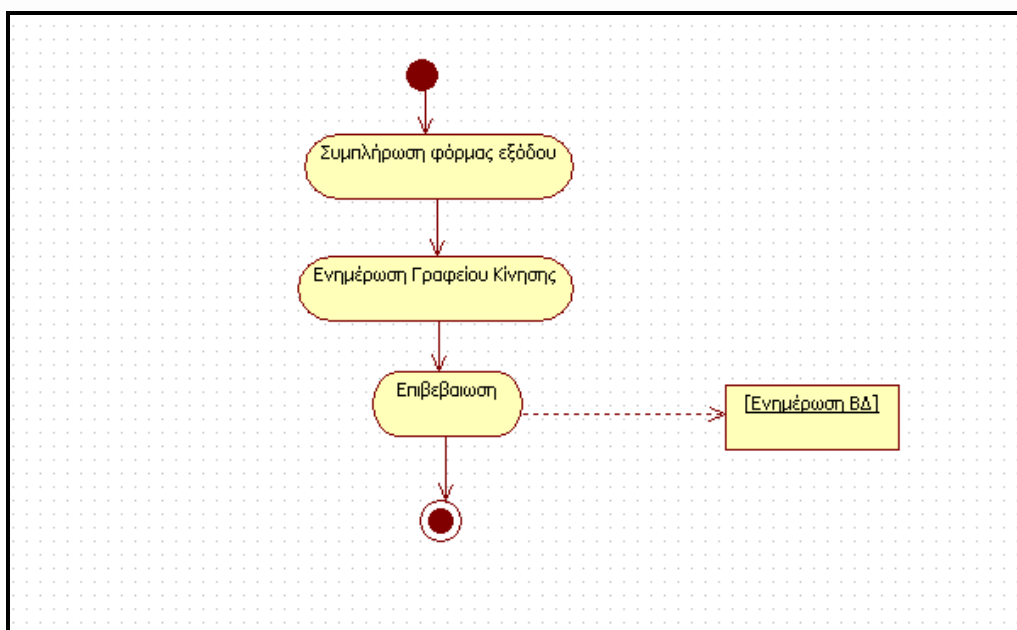 Συμπλήρωση φόρμας εξόδου
Ενημέρωση Γραφείου Κίνησης
Επιβεβαιωση
[Ενημέρωση ΒΔ]